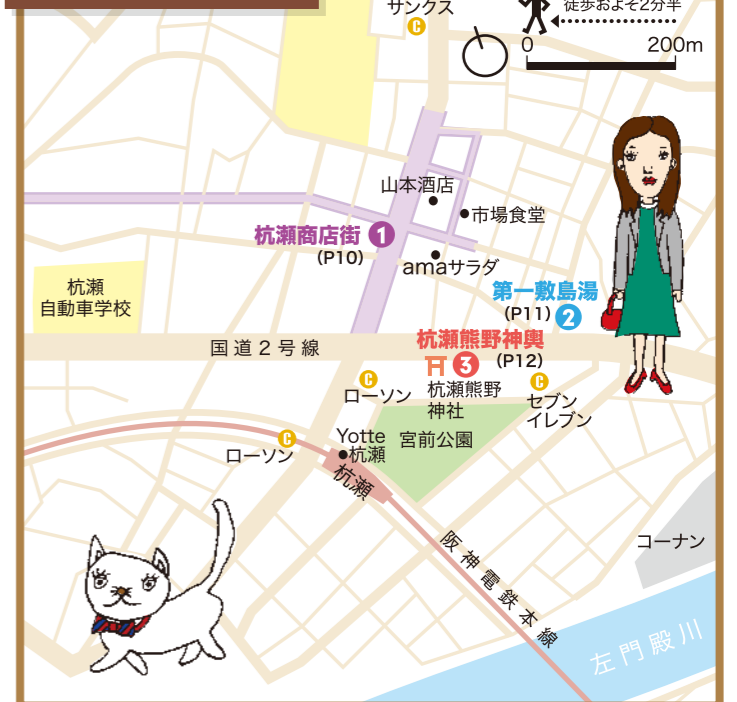 サンクス
徒歩およそ2分半
0 200m
山本酒店
市場食堂
杭瀬商店街 1
(P10)
amaサラダ
杭瀬
自動車学校
第一敷島湯
(P11) 2
国道2号線
杭瀬熊野神輿
3 (P12)
ローソン
杭瀬熊野
神社
セブン
イレブン
ローソン
Yotte
杭瀬
宮前公園
杭瀬
阪神電鉄本線
コーナン
左門殿川